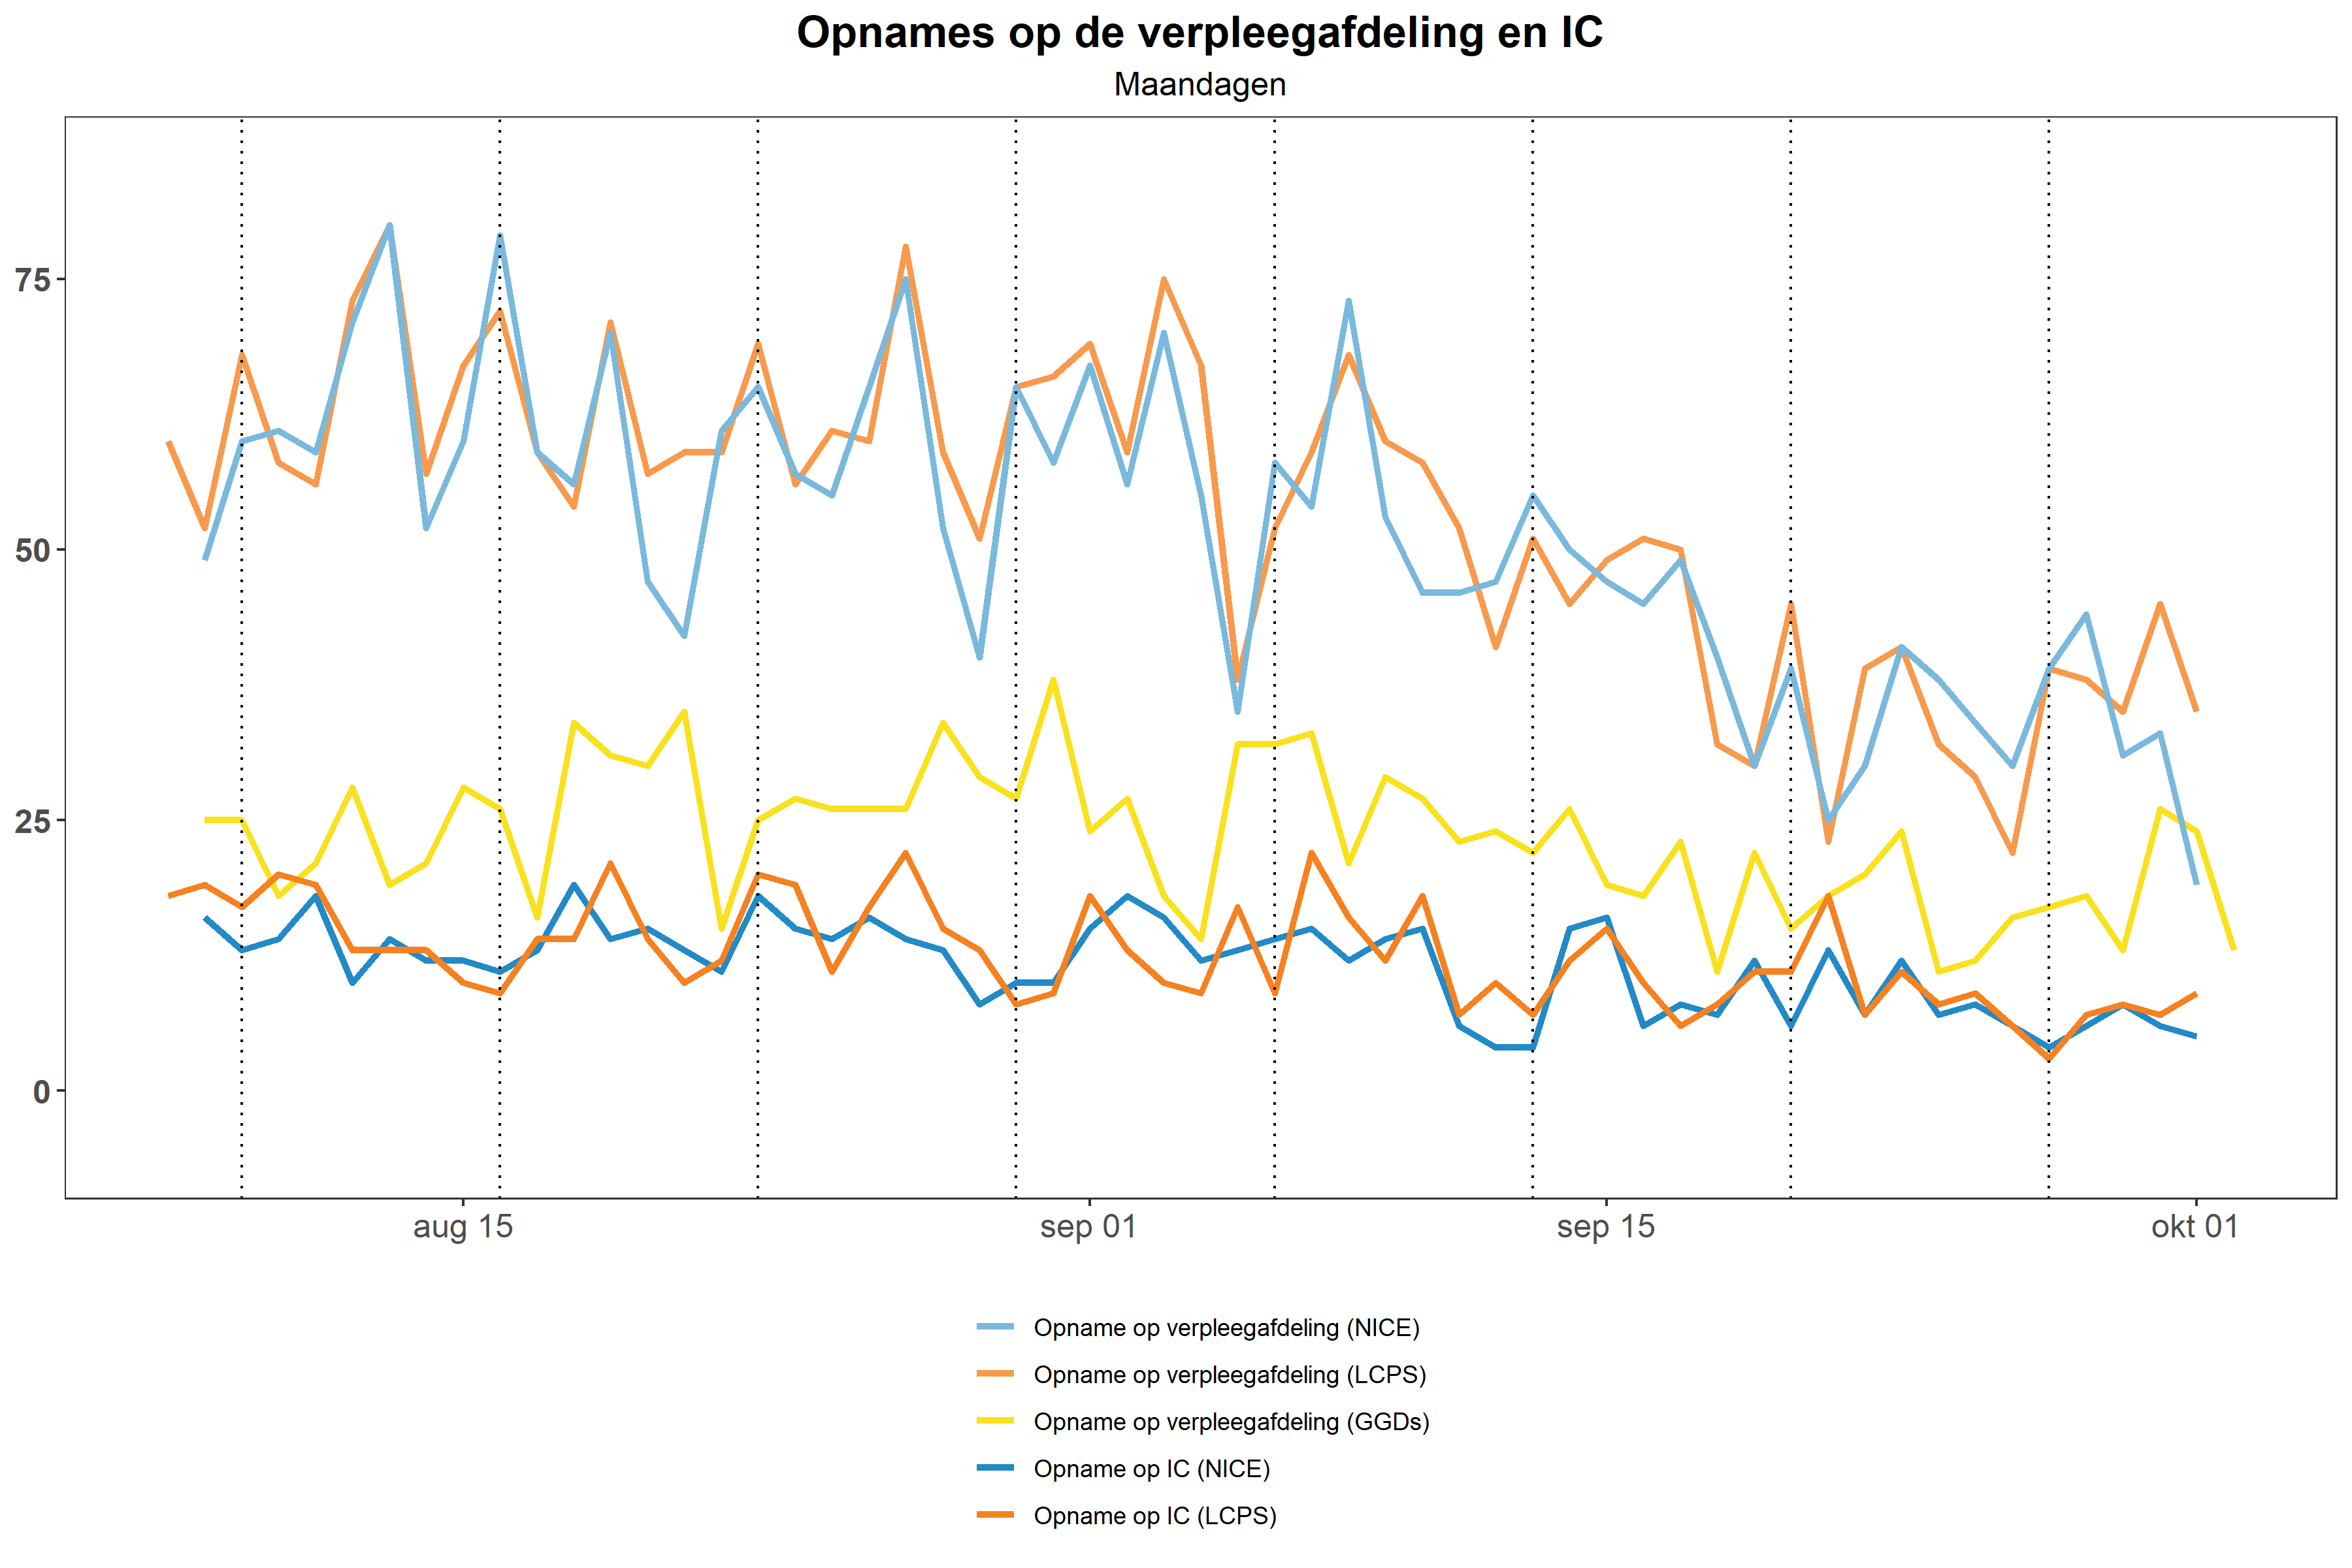 Opnames op de verpleegafdeling en IC
Maandagen
75
50
25
0
aug 15
sep 01
sep 15
okt 01
Opname op verpleegafdeling (NICE)
Opname op verpleegafdeling (LCPS)
Opname op verpleegafdeling (GGDs)
Opname op IC (NICE)
Opname op IC (LCPS)